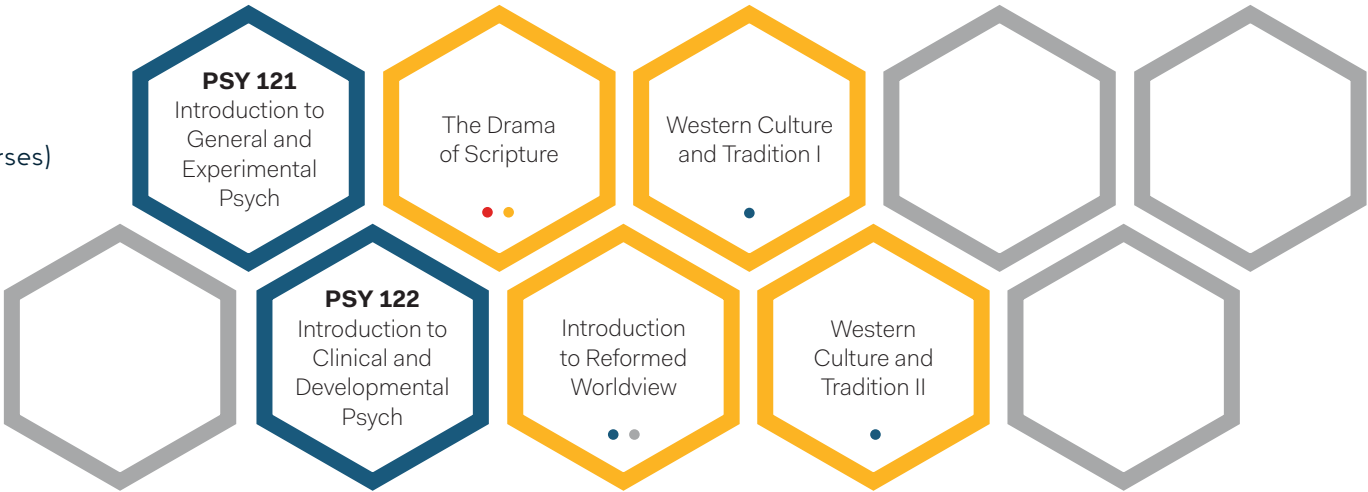 PSY 121
Introduction to
General and
Experimental
Psych
The Drama
of Scripture
Western Culture
and Tradition I
PSY 122
Introduction to
Clinical and
Developmental
Psych
Introduction
to Reformed
Worldview
Western
Culture and
Tradition II